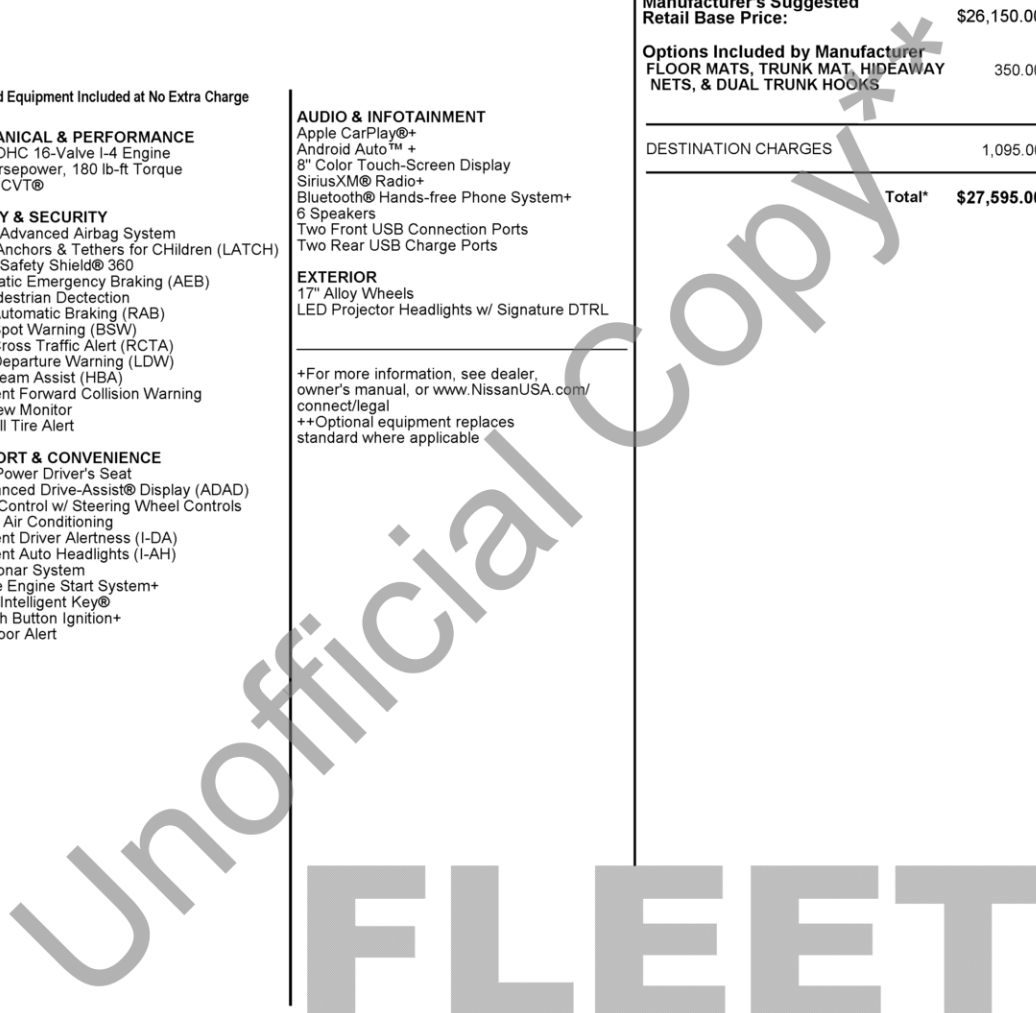 d Equipment Included at No Extra Charge
ANICAL & PERFORMANCE
OHC 16-Valve I-4 Engine
rsepower, 180 lb-ft Torque
CVT®
Y & SECURITY
Advanced Airbag System
Anchors & Tethers for CHildren (LATCH)
Safety Shield® 360
atic Emergency Braking (AEB)
destrian Dectection
utomatic Braking (RAB)
pot Warning (BSW)
ross Traffic Alert (RCTA)
Departure Warning (LDW)
eam Assist (HBA)
ent Forward Collision Warning
ew Monitor
ll Tire Alert
ORT & CONVENIENCE
Power Driver's Seat
anced Drive-Assist® Display (ADAD)
Control w/ Steering Wheel Controls
Air Conditioning
ent Driver Alertness (I-DA)
ent Auto Headlights (I-AH)
onar System
e Engine Start System+
Intelligent Key®
h Button Ignition+
oor Alert
AUDIO & INFOTAINMENT
Apple CarPlay®+
Android Auto™ +
8" Color Touch-Screen Display
SiriusXM® Radio+
Bluetooth® Hands-free Phone System+
6 Speakers
Two Front USB Connection Ports
Two Rear USB Charge Ports
EXTERIOR
17" Alloy Wheels
LED Projector Headlights w/ Signature DTRL
+For more information, see dealer,
owner's manual, or www.NissanUSA.com/
connect/legal
++Optional equipment replaces
standard where applicable
Manufacturer's Suggested
Retail Base Price: $26,150.00
Options Included by Manufacturer
FLOOR MATS, TRUNK MAT, HIDEAWAY 350.00
NETS, & DUAL TRUNK HOOKS
DESTINATION CHARGES 1,095.00
Total* $27,595.00
Unofficial Copy**
FLEET